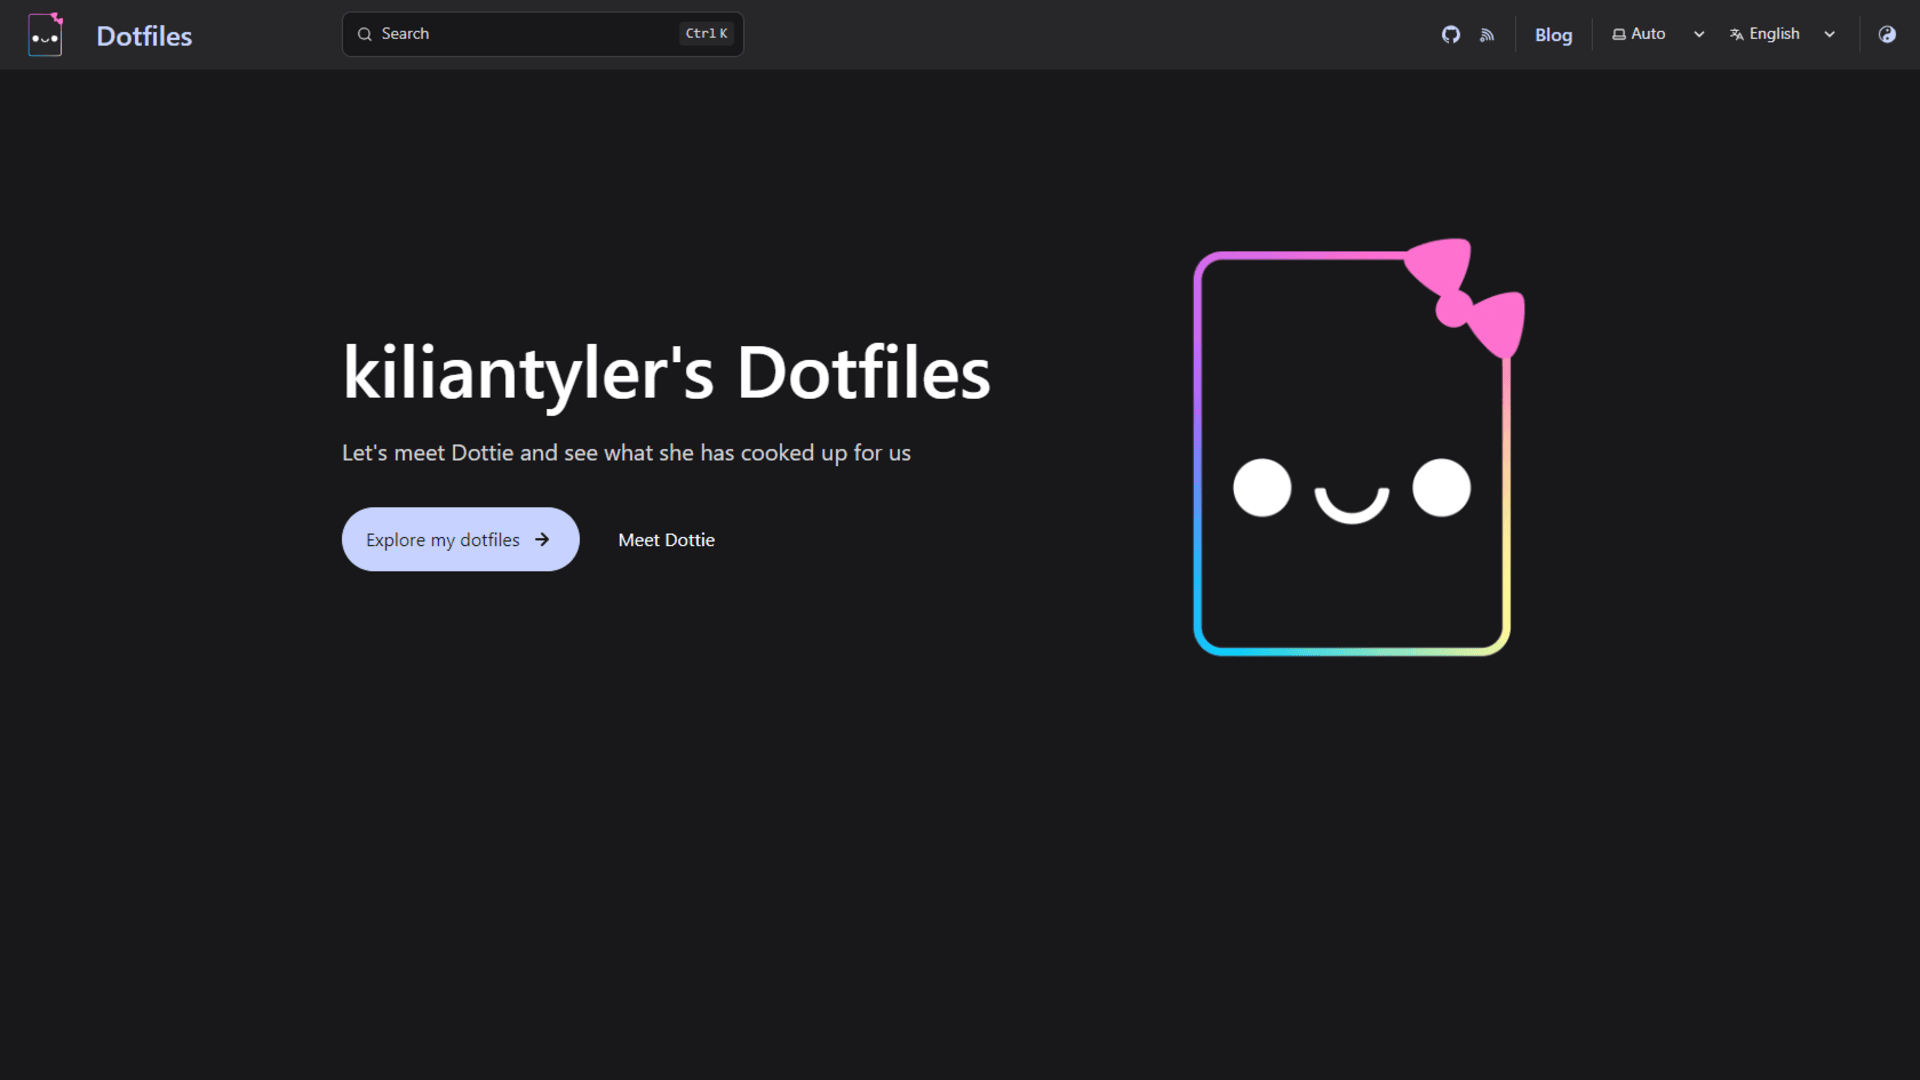 Dotfiles
Search
Ctrl K
Blog
Auto
English
kiliantyler's Dotfiles
Let's meet Dottie and see what she has cooked up for us
Explore my dotfiles
Meet Dottie